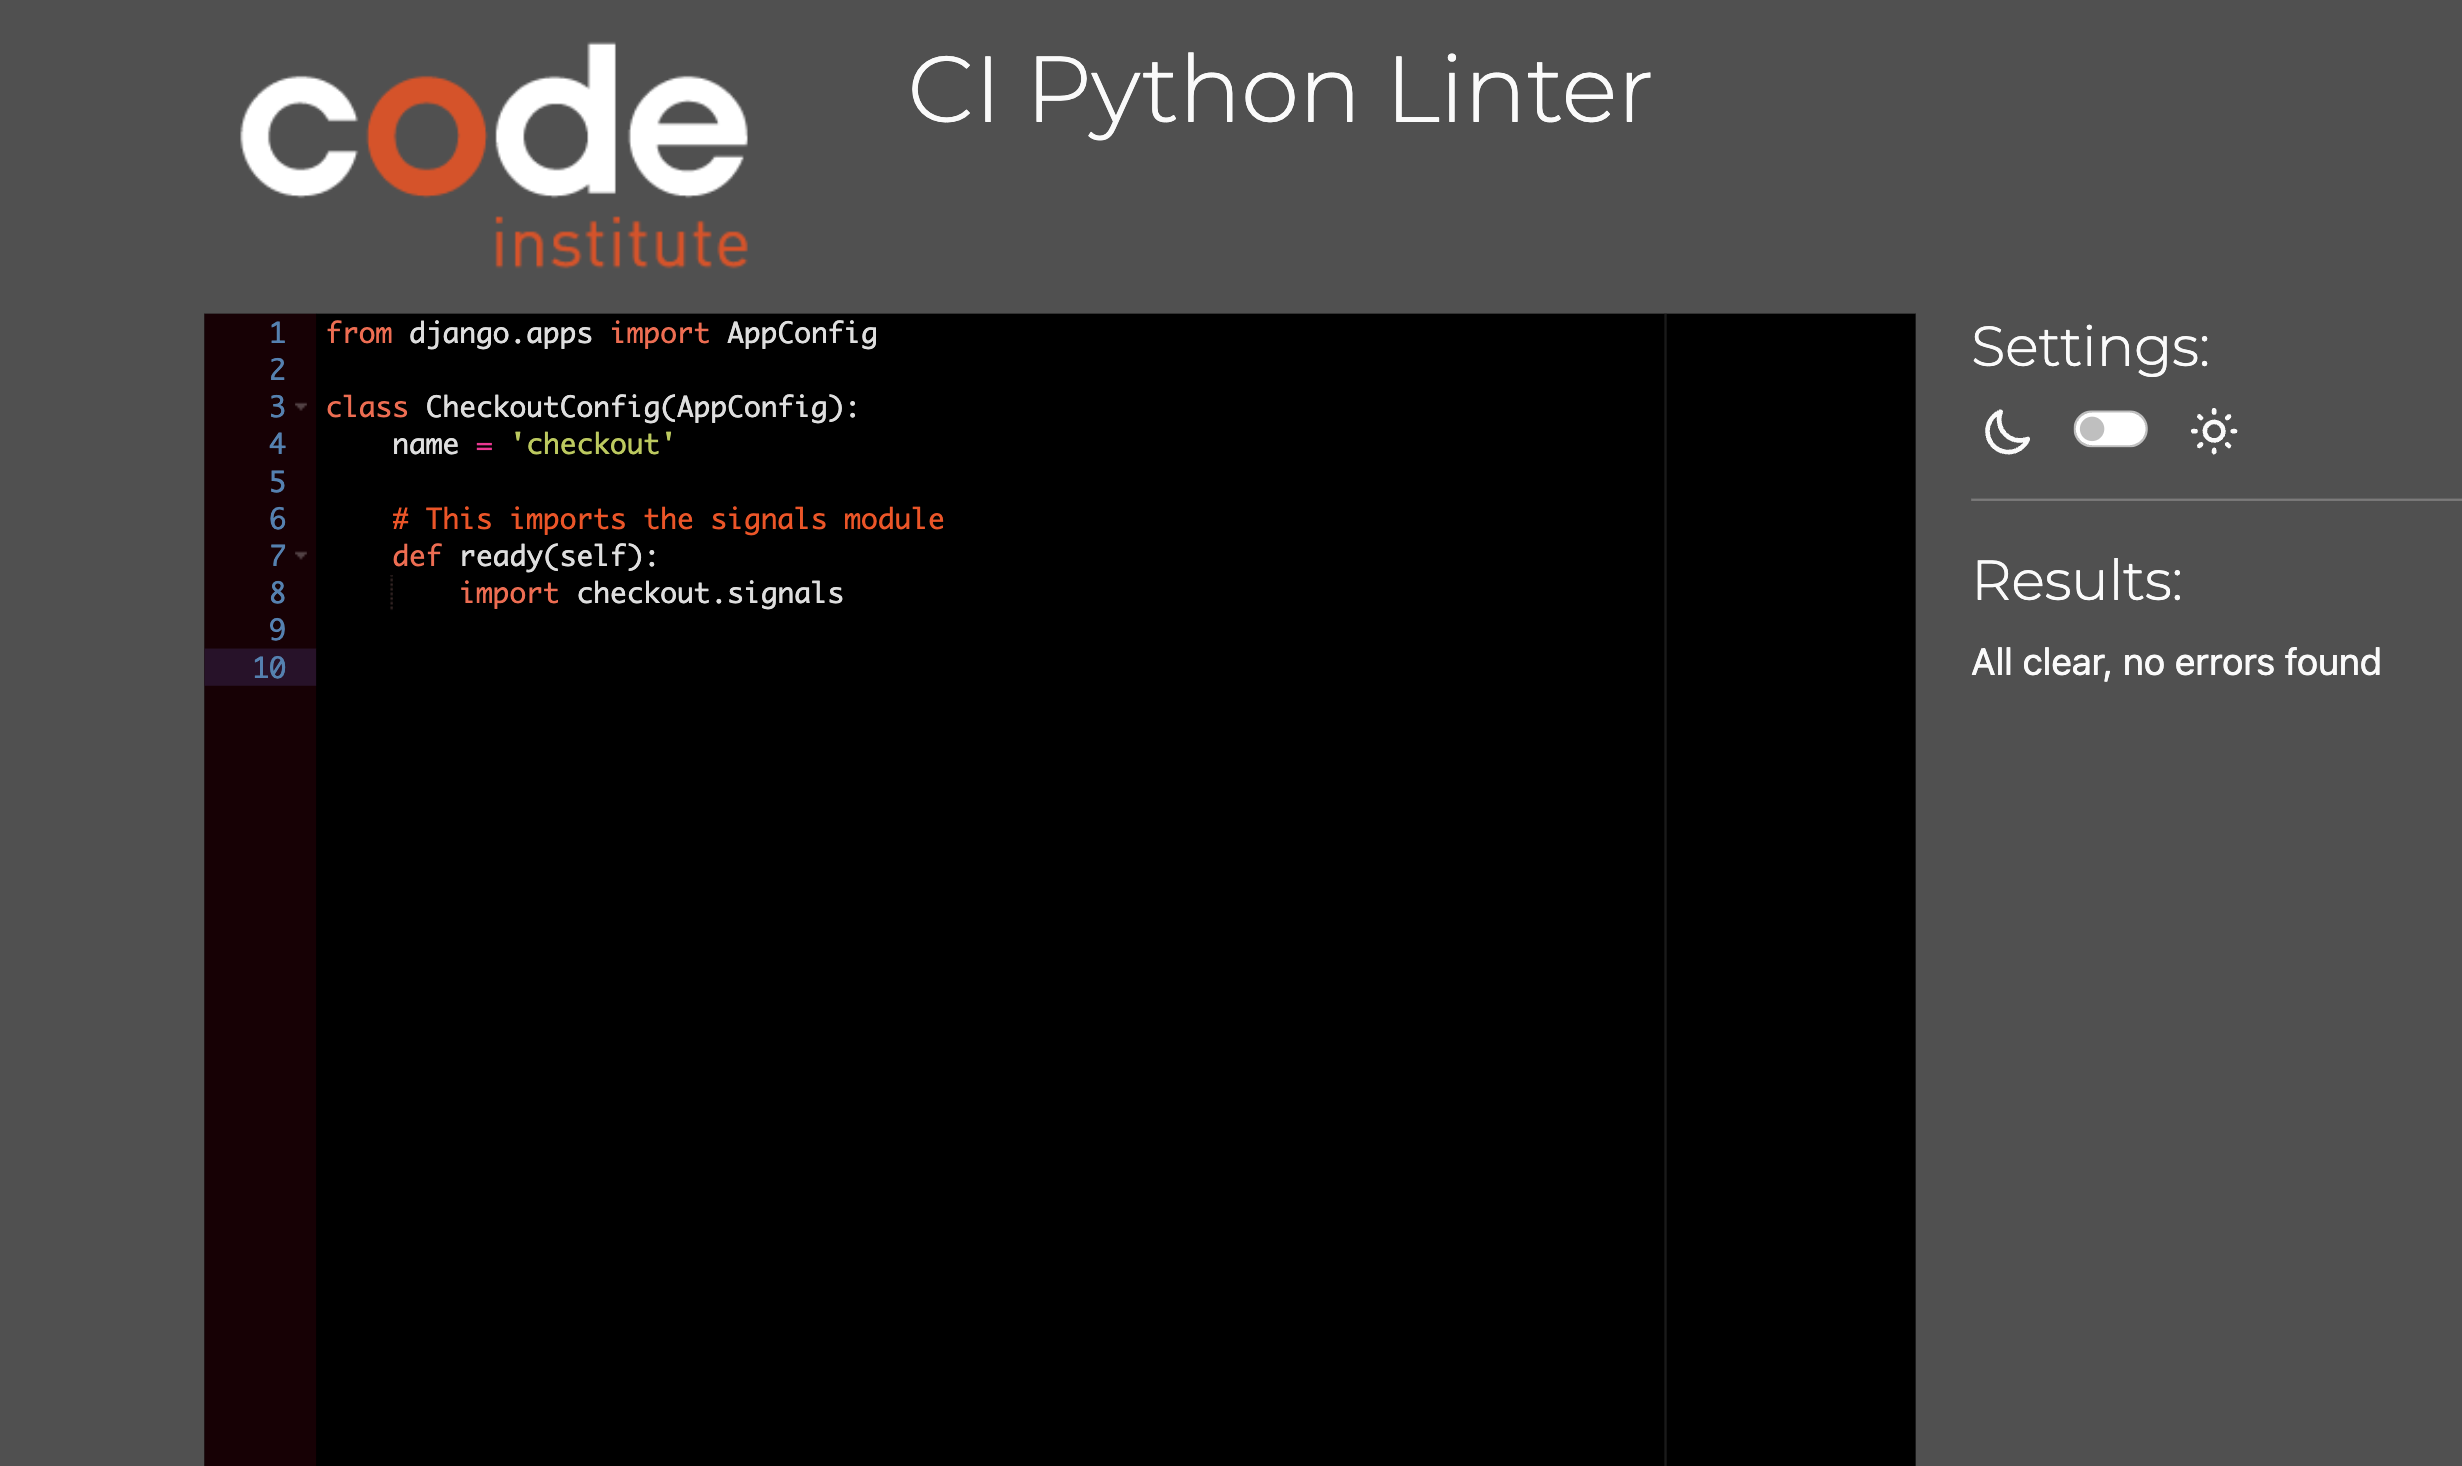 code
institute
CI Python Linter
1 from django.apps import AppConfig
2
3 class CheckoutConfig(AppConfig):
4     name = 'checkout'
5
6     # This imports the signals module
7     def ready(self):
8         import checkout.signals
9
10
Settings:
Results:
All clear, no errors found